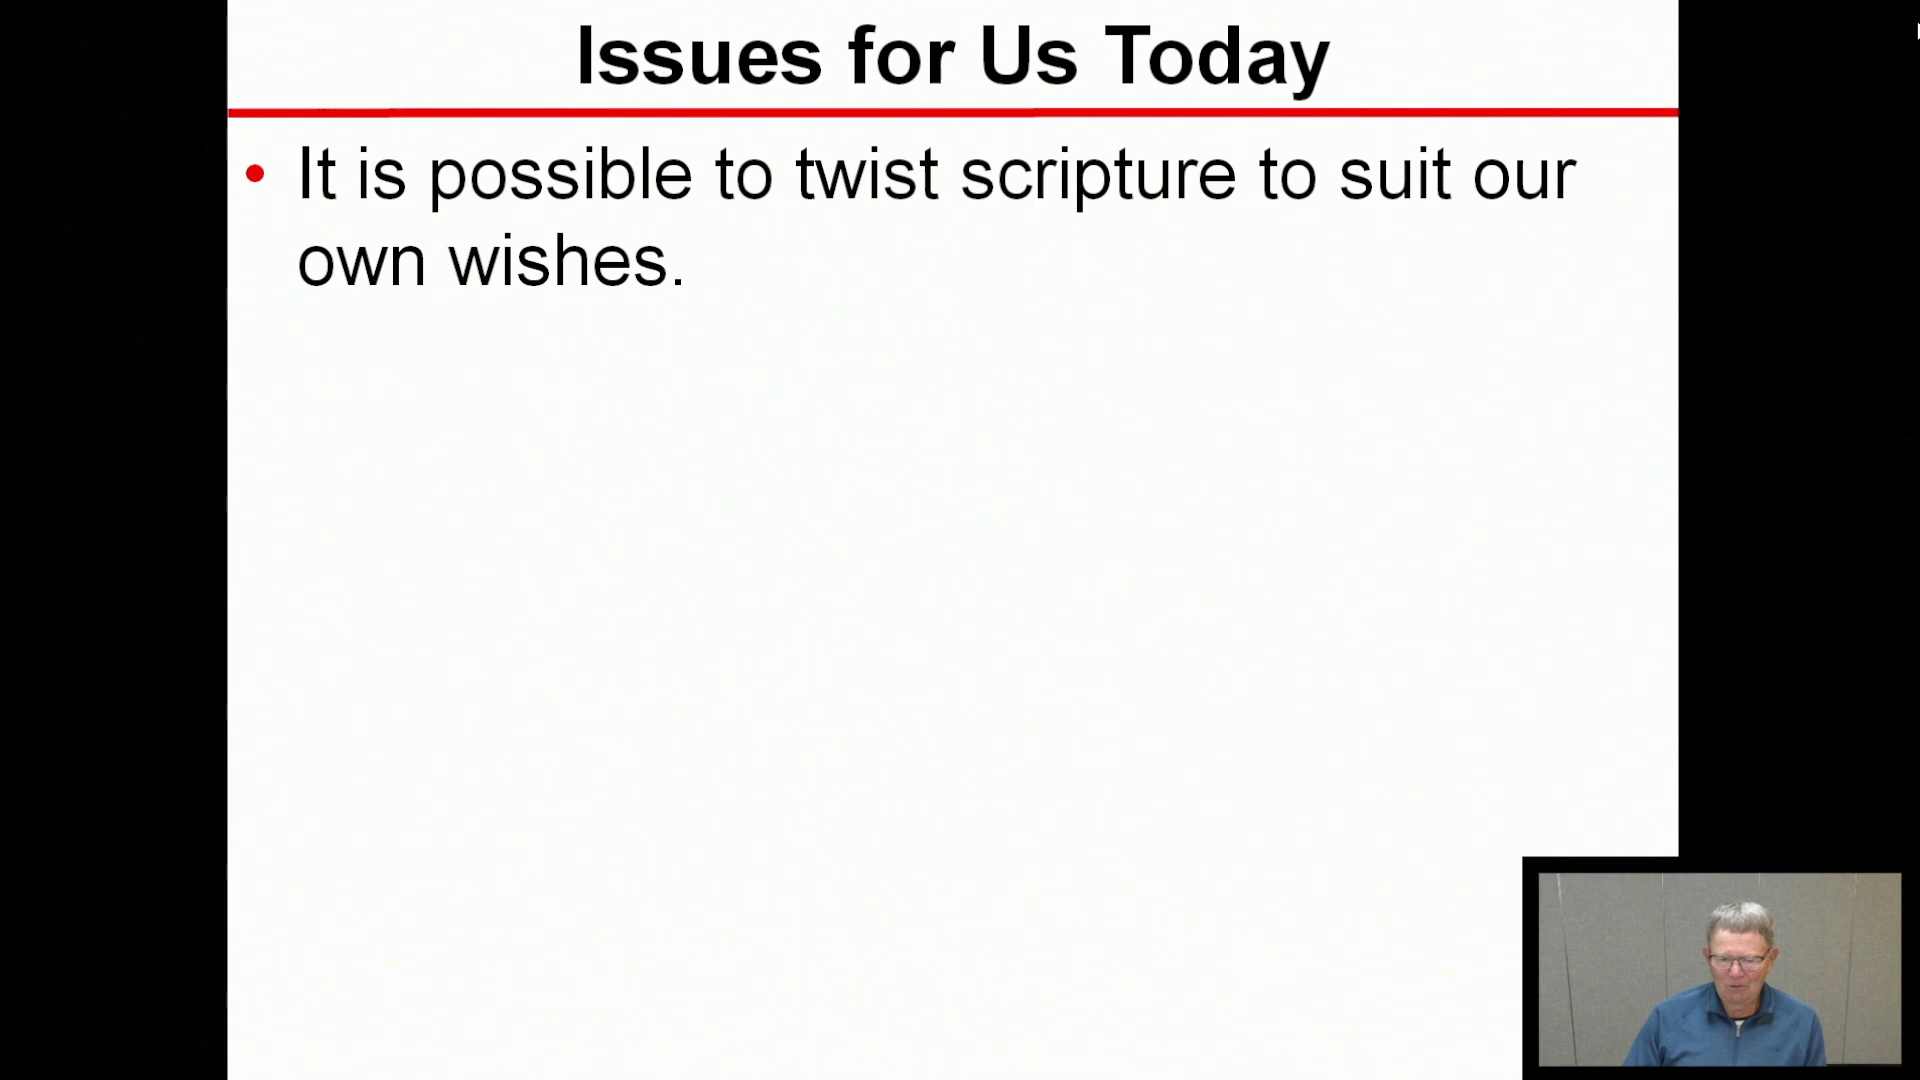 Issues for Us Today
• It is possible to twist scripture to suit our
own wishes.